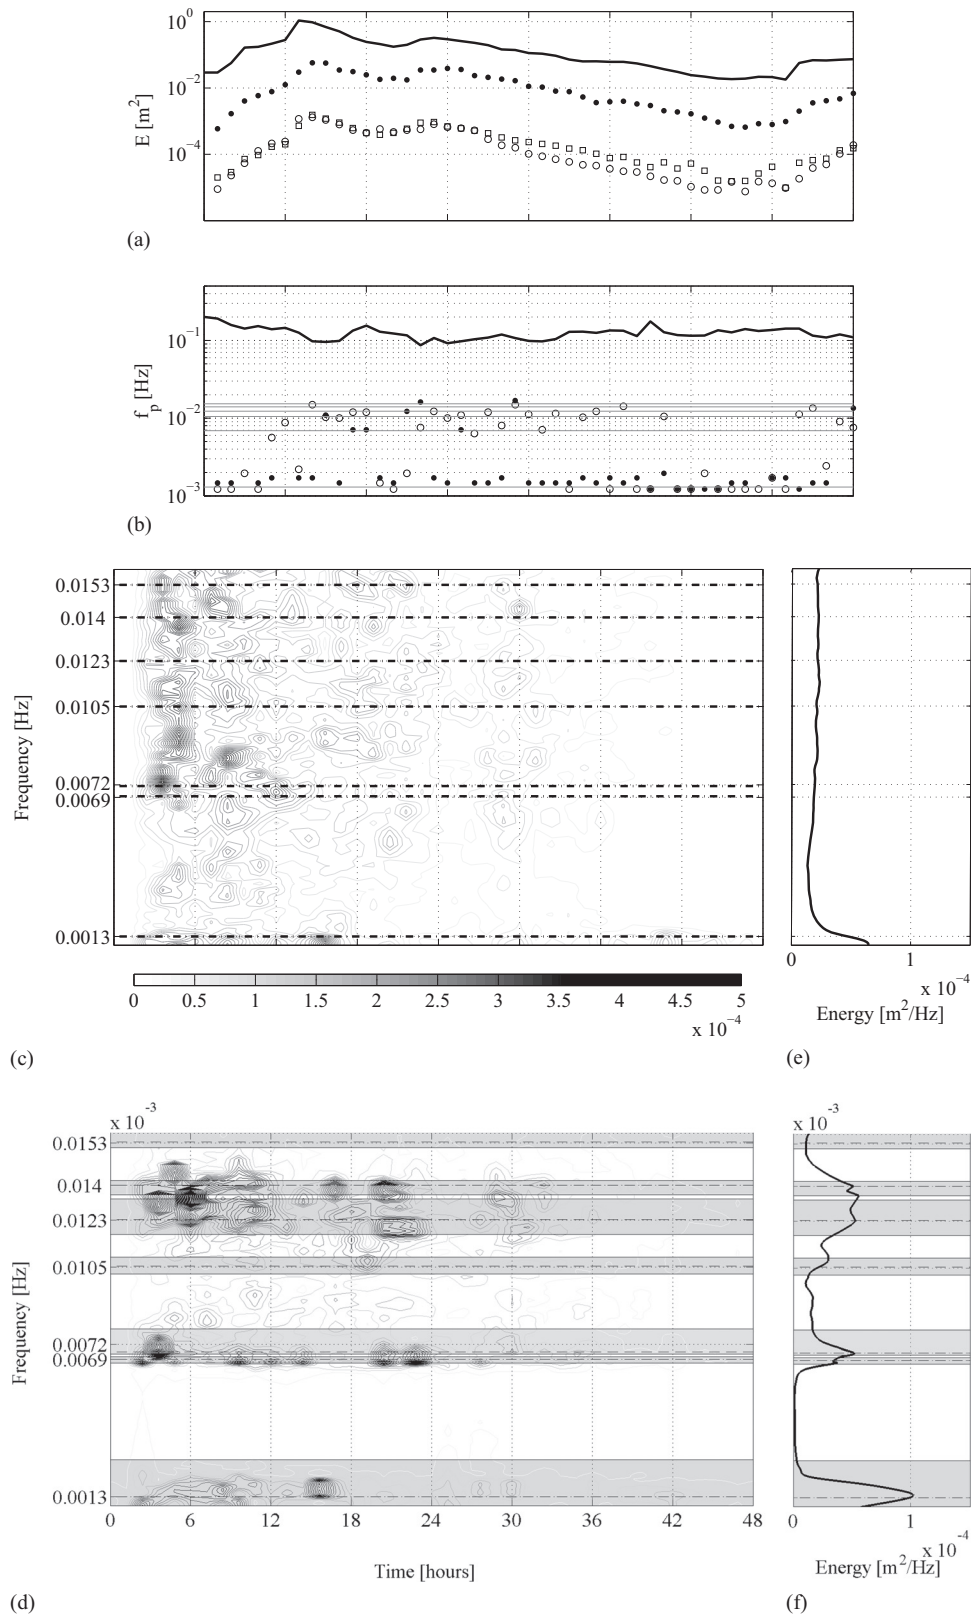 10^0
10^−2
10^−4
E [m^2]
(a)
10^−1
10^−2
10^−3
f_p [Hz]
(b)
0.0153
0.014
0.0123
0.0105
0.0072
0.0069
0.0013
Frequency [Hz]
0 0.5 1 1.5 2 2.5 3 3.5 4 4.5 5
x 10^−4
(c)
0 1
x 10^−4
Energy [m^2/Hz]
(e)
x 10^-3
0.0153
0.014
0.0123
0.0105
0.0072
0.0069
0.0013
Frequency [Hz]
0 6 12 18 24 30 36 42 48
Time [hours]
(d)
x 10^-3
0 1
x 10^-4
Energy [m^2/Hz]
(f)